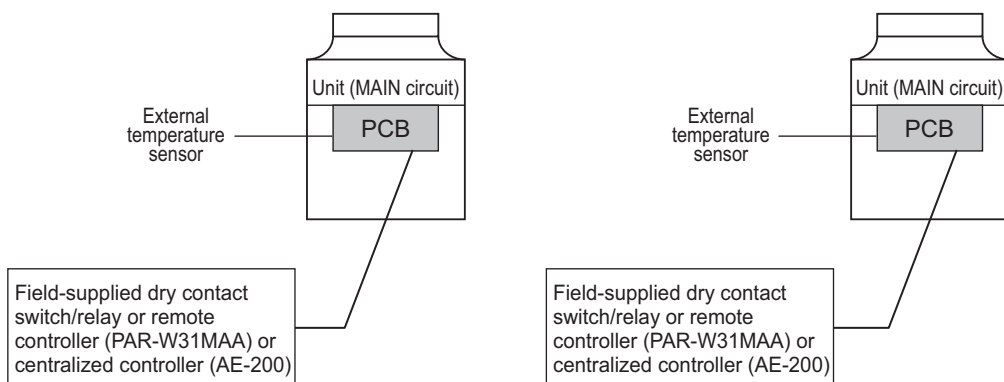 Unit (MAIN circuit)
PCB
External
temperature
sensor
Field-supplied dry contact
switch/relay or remote
controller (PAR-W31MAA) or
centralized controller (AE-200)
Unit (MAIN circuit)
PCB
External
temperature
sensor
Field-supplied dry contact
switch/relay or remote
controller (PAR-W31MAA) or
centralized controller (AE-200)